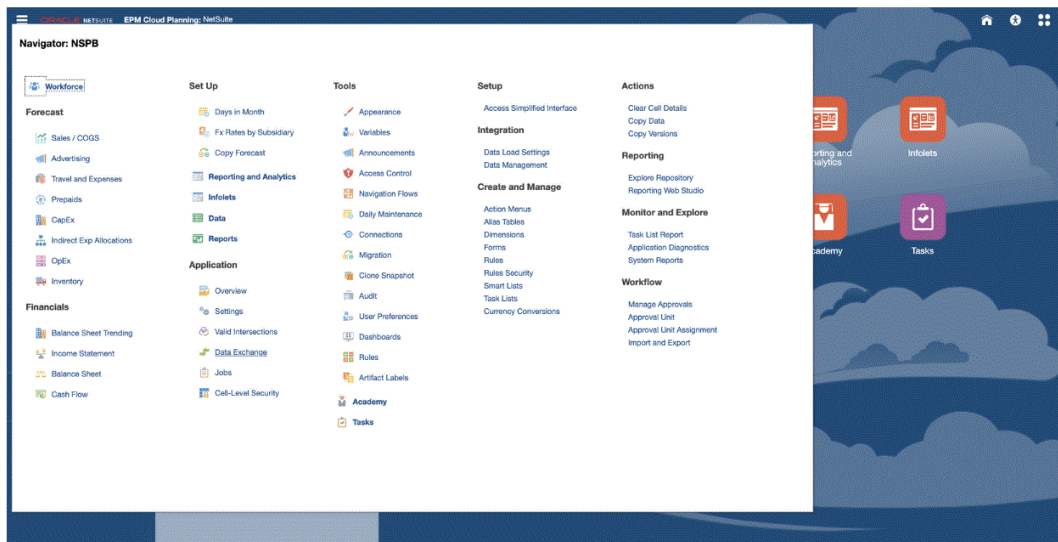 ORACLE NETSUITE EPM Cloud Planning: NetSuite
Navigator: NSPB
Workforce
Forecast
Sales / COGS
Advertising
Travel and Expenses
Prepaids
CapEx
Indirect Exp Allocations
OpEx
Inventory
Financials
Balance Sheet Trending
Income Statement
Balance Sheet
Cash Flow
Set Up
Days in Month
Fx Rates by Subsidiary
Copy Forecast
Reporting and Analytics
Infolets
Data
Reports
Application
Overview
Settings
Valid Intersections
Data Exchange
Jobs
Cell-Level Security
Tools
Appearance
Variables
Announcements
Access Control
Navigation Flows
Daily Maintenance
Connections
Migration
Clone Snapshot
Audit
User Preferences
Dashboards
Rules
Artifact Labels
Academy
Tasks
Setup
Access Simplified Interface
Integration
Data Load Settings
Data Management
Create and Manage
Action Menus
Alias Tables
Dimensions
Forms
Rules
Rules Security
Smart Lists
Task Lists
Currency Conversions
Actions
Clear Cell Details
Copy Data
Copy Versions
Reporting
Explore Repository
Reporting Web Studio
Monitor and Explore
Task List Report
Application Diagnostics
System Reports
Workflow
Manage Approvals
Approval Unit
Approval Unit Assignment
Import and Export
orting and
nalytics
Infolets
cademy
Tasks